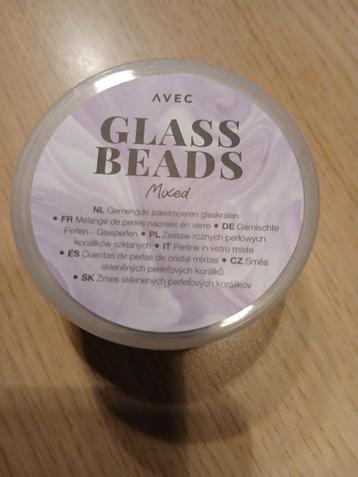 AVEC
GLASS
BEADS
Mixed
NL Gemengde parelmoeren glaskralen
• FR Mélange de perles nacrées en verre • DE Gemischte
Perlen - Glasperlen • PL Zestaw różnych perłowych
koralików szklanych • IT Perline in vetro miste
• ES Cuentas de perlas de cristal mixtas • CZ Směs
skleněných perleťových korálků
• SK Zmes sklenených perleťových korálikov